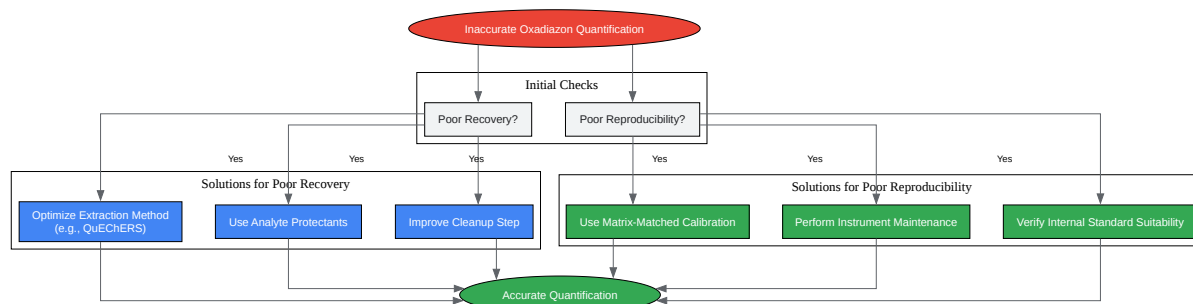 Inaccurate Oxadiazon Quantification
Initial Checks
Poor Recovery?
Poor Reproducibility?
Yes
Yes
Yes
Yes
Yes
Yes
Solutions for Poor Recovery
Optimize Extraction Method
(e.g., QuEChERS)
Use Analyte Protectants
Improve Cleanup Step
Solutions for Poor Reproducibility
Use Matrix-Matched Calibration
Perform Instrument Maintenance
Verify Internal Standard Suitability
Accurate Quantification